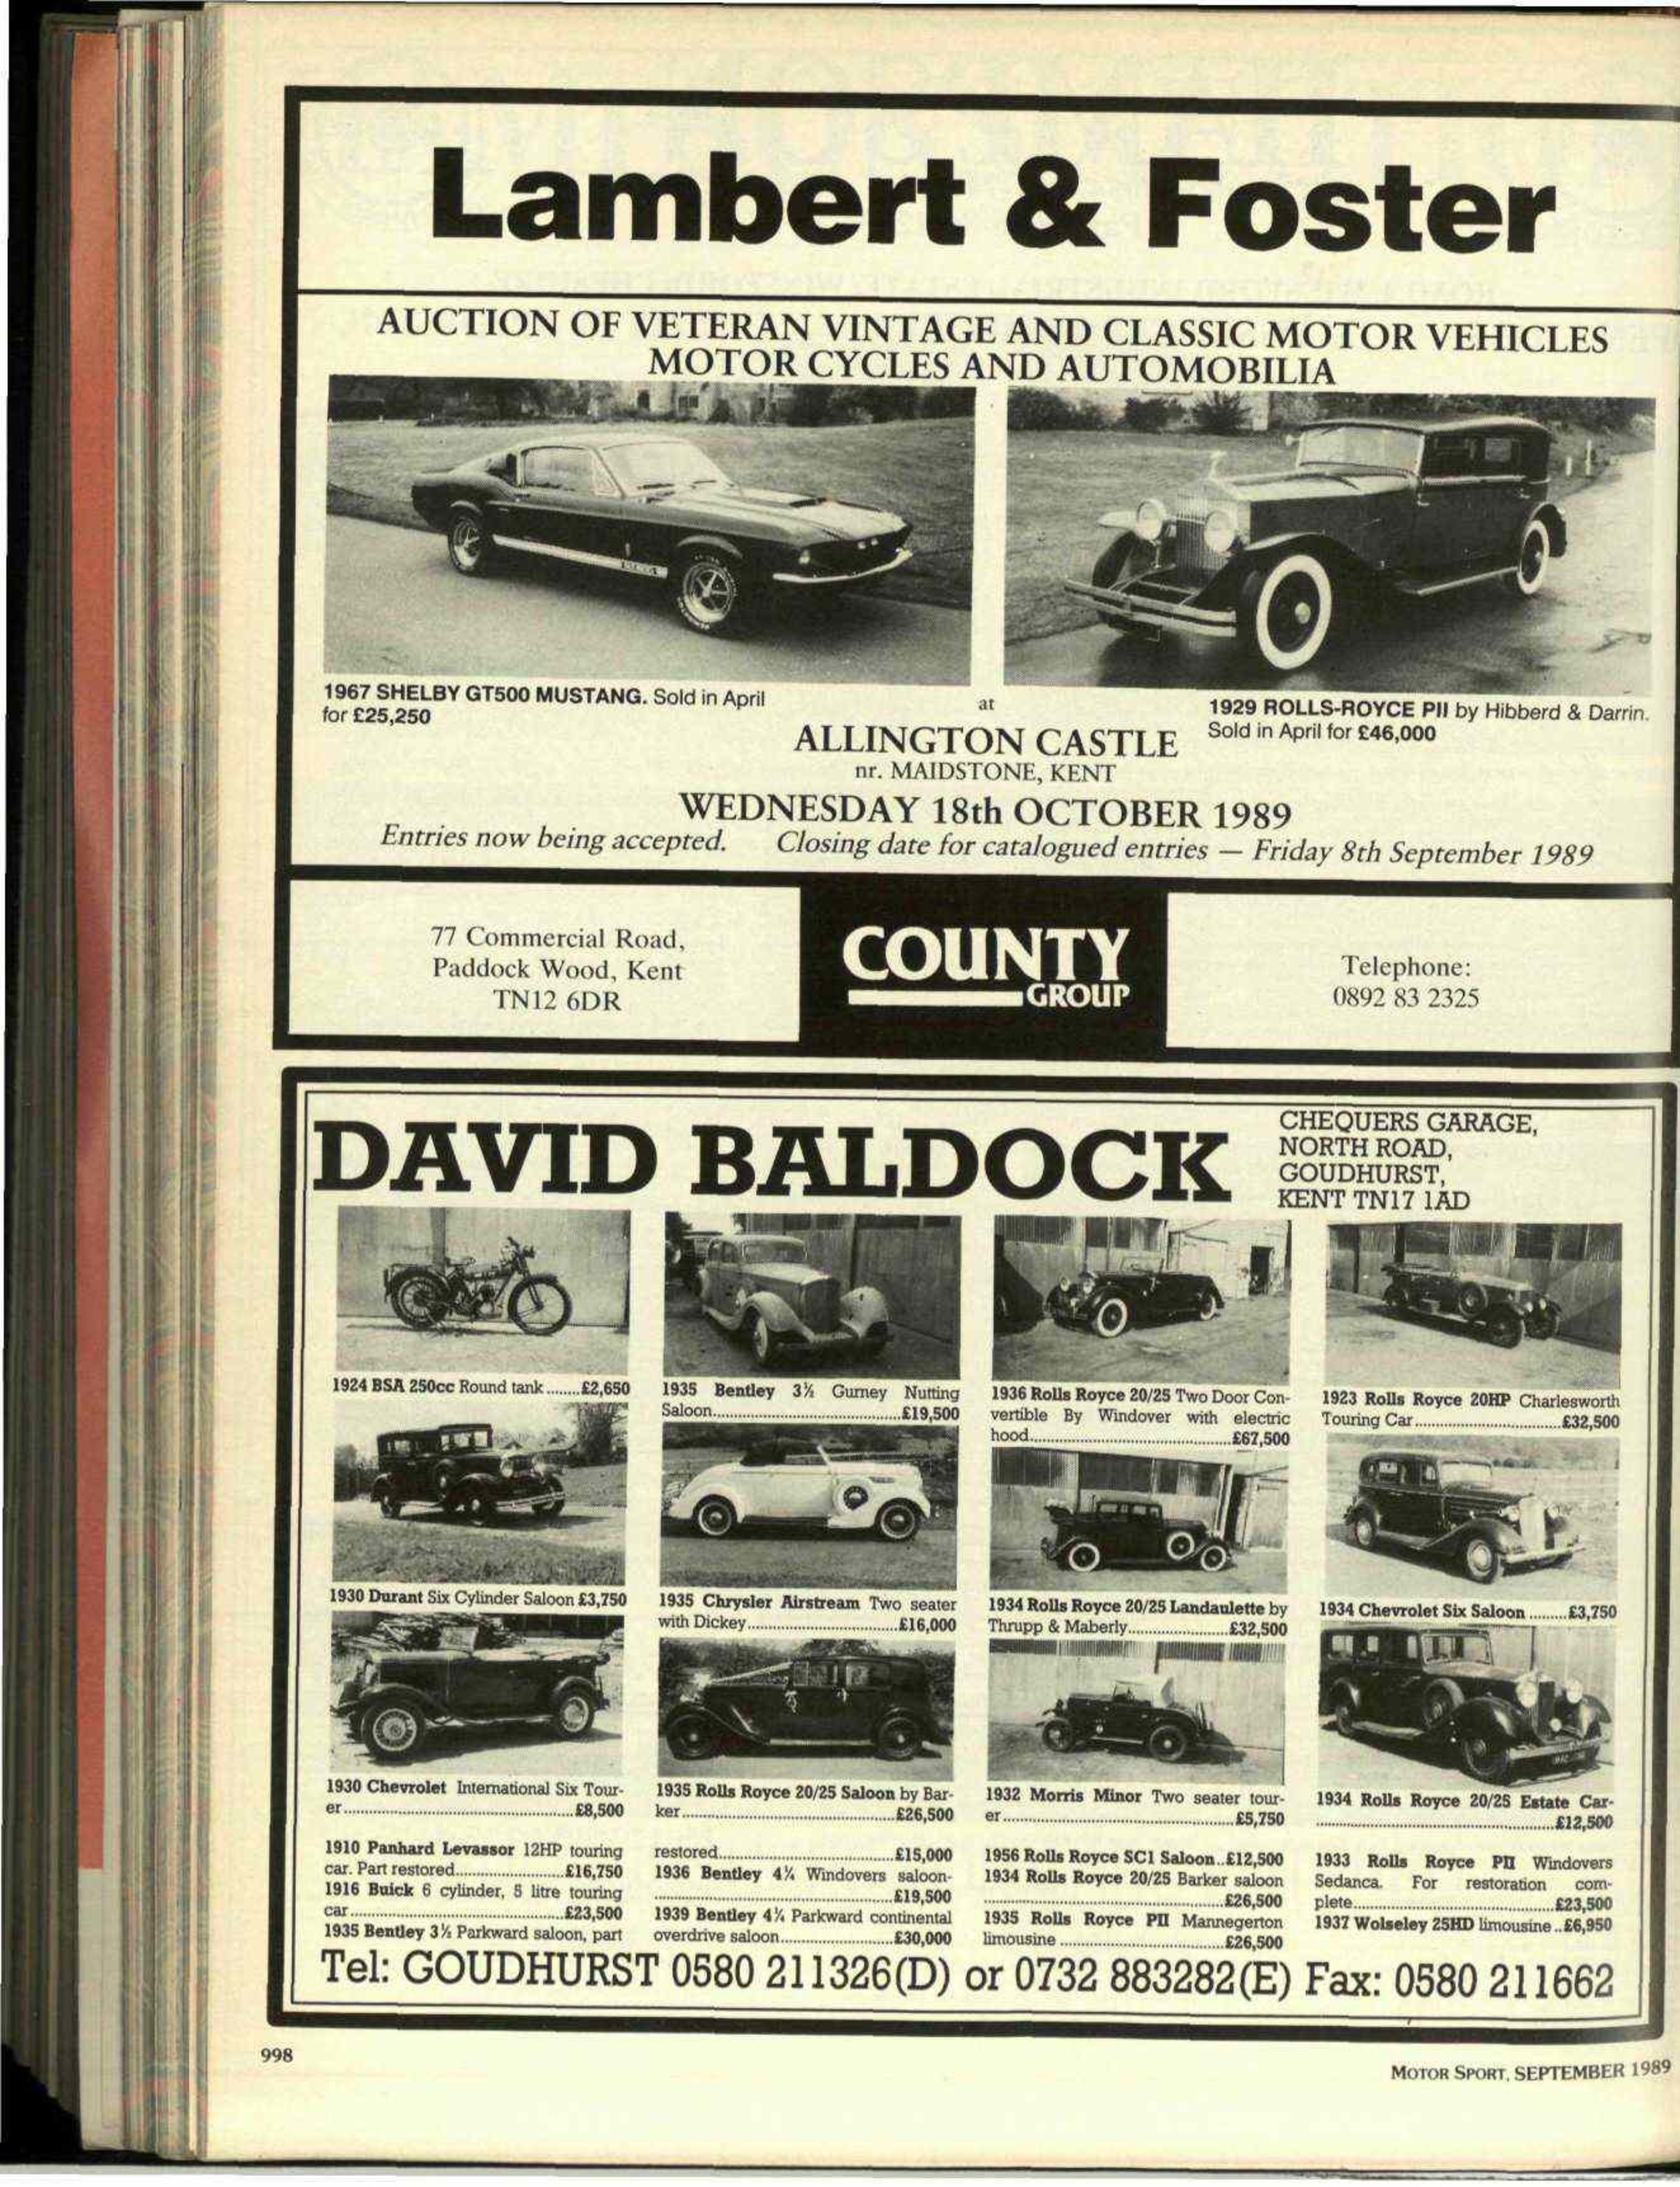 Lambert & Foster
AUCTION OF VETERAN VINTAGE AND CLASSIC MOTOR VEHICLES
MOTOR CYCLES AND AUTOMOBILIA
1967 SHELBY GT500 MUSTANG. Sold in April
for £25,250
at
ALLINGTON CASTLE
nr. MAIDSTONE, KENT
1929 ROLLS-ROYCE PII by Hibberd & Darrin.
Sold in April for £46,000
WEDNESDAY 18th OCTOBER 1989
Entries now being accepted. Closing date for catalogued entries — Friday 8th September 1989
77 Commercial Road,
Paddock Wood, Kent
TN12 6DR
COUNTY
GROUP
Telephone:
0892 83 2325
DAVID BALDOCK
CHEQUERS GARAGE,
NORTH ROAD,
GOUDHURST,
KENT TN17 1AD
1924 BSA 250cc Round tank ........£2,650
1935 Bentley 3½ Gurney Nutting
Saloon..........................................£19,500
1936 Rolls Royce 20/25 Two Door Con-
vertible By Windover with electric
hood.............................................£67,500
1923 Rolls Royce 20HP Charlesworth
Touring Car.................................£32,500
1930 Durant Six Cylinder Saloon £3,750
1935 Chrysler Airstream Two seater
with Dickey..................................£16,000
1934 Rolls Royce 20/25 Landaulette by
Thrupp & Maberly.......................£32,500
1934 Chevrolet Six Saloon .........£3,750
1930 Chevrolet International Six Tour-
er....................................................£8,500
1935 Rolls Royce 20/25 Saloon by Bar-
ker................................................£26,500
1932 Morris Minor Two seater tour-
er....................................................£5,750
1934 Rolls Royce 20/25 Estate Car-
......................................................£12,500
1910 Panhard Levassor 12HP touring
car. Part restored.........................£16,750
1916 Buick 6 cylinder, 5 litre touring
car................................................£23,500
1935 Bentley 3½ Parkward saloon, part
restored........................................£15,000
1936 Bentley 4¼ Windovers saloon-
......................................................£19,500
1939 Bentley 4¼ Parkward continental
overdrive saloon..........................£30,000
1956 Rolls Royce SC1 Saloon..£12,500
1934 Rolls Royce 20/25 Barker saloon
......................................................£26,500
1935 Rolls Royce PII Mannegerton
limousine .....................................£26,500
1933 Rolls Royce PII Windovers
Sedanca. For restoration com-
plete..............................................£23,500
1937 Wolseley 25HD limousine ..£6,950
Tel: GOUDHURST 0580 211326(D) or 0732 883282(E) Fax: 0580 211662
998
MOTOR SPORT, SEPTEMBER 1989